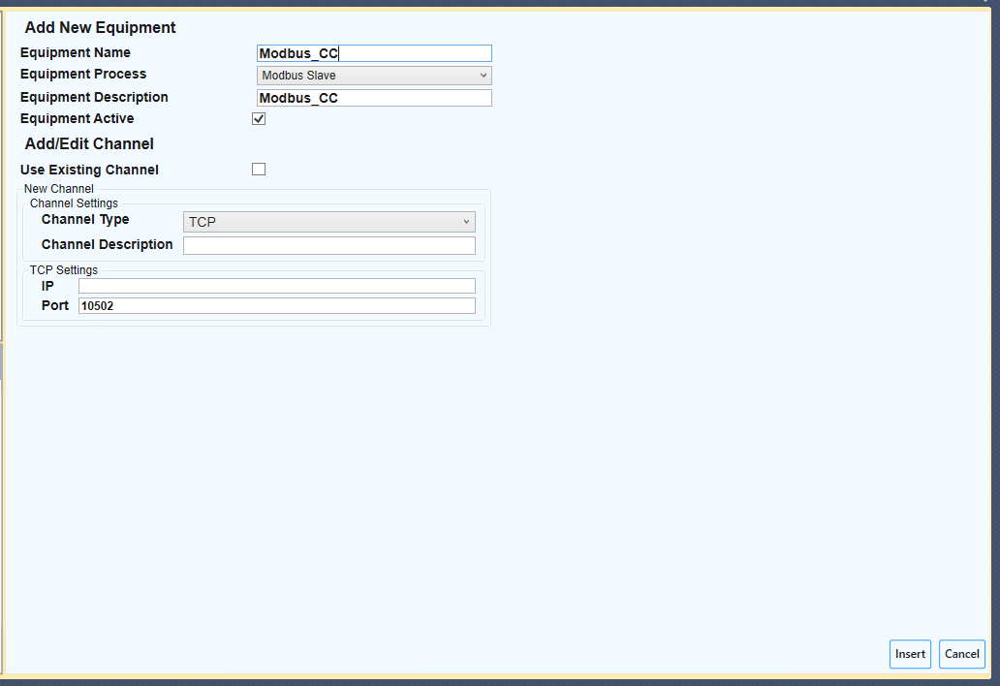 Add New Equipment
Equipment Name Modbus_CC
Equipment Process Modbus Slave
Equipment Description Modbus_CC
Equipment Active
Add/Edit Channel
Use Existing Channel
New Channel
Channel Settings
Channel Type TCP
Channel Description
TCP Settings
IP
Port 10502
Insert Cancel